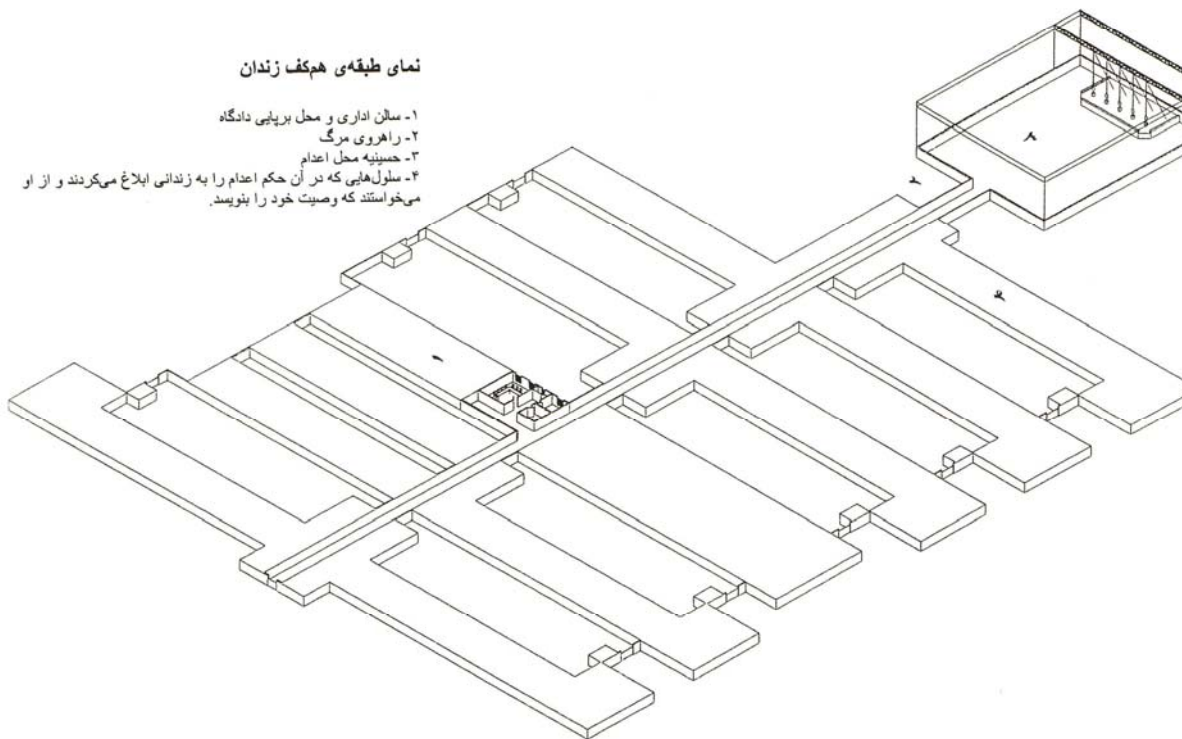 نمای طبقه‌ی هم‌کف زندان
۱- سالن اداری و محل برپایی دادگاه
۲- راهروی مرگ
۳- حسینیه محل اعدام
۴- سلول‌هایی که در آن حکم اعدام را به زندانی ابلاغ می‌کردند و از او
می‌خواستند که وصیت خود را بنویسد.
۳
۲
۴
۱